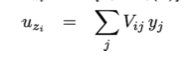 u_{z_i} = \sum_j V_{ij} y_j